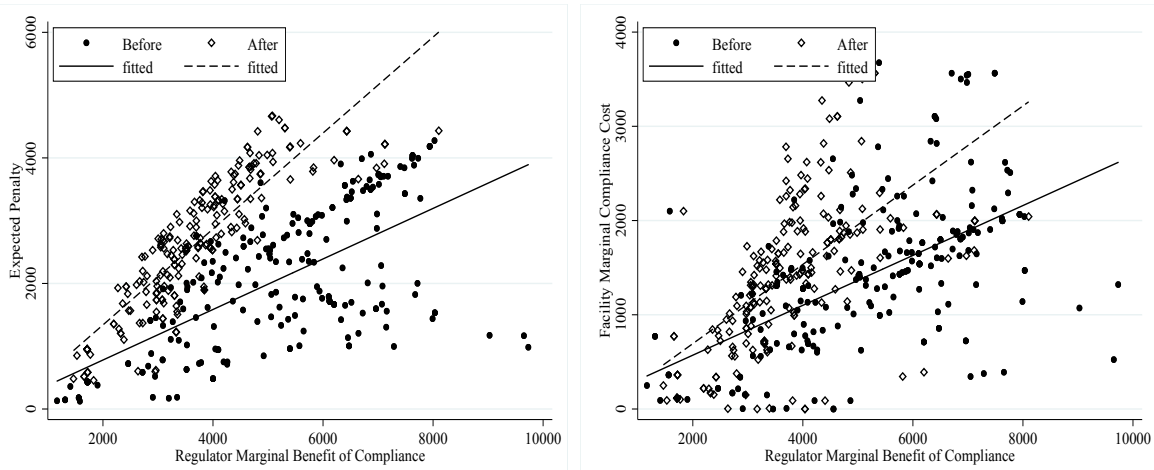 Before After
fitted fitted
Expected Penalty
6000
4000
2000
0
2000 4000 6000 8000 10000
Regulator Marginal Benefit of Compliance
Before After
fitted fitted
Facility Marginal Compliance Cost
4000
3000
2000
1000
0
2000 4000 6000 8000 10000
Regulator Marginal Benefit of Compliance